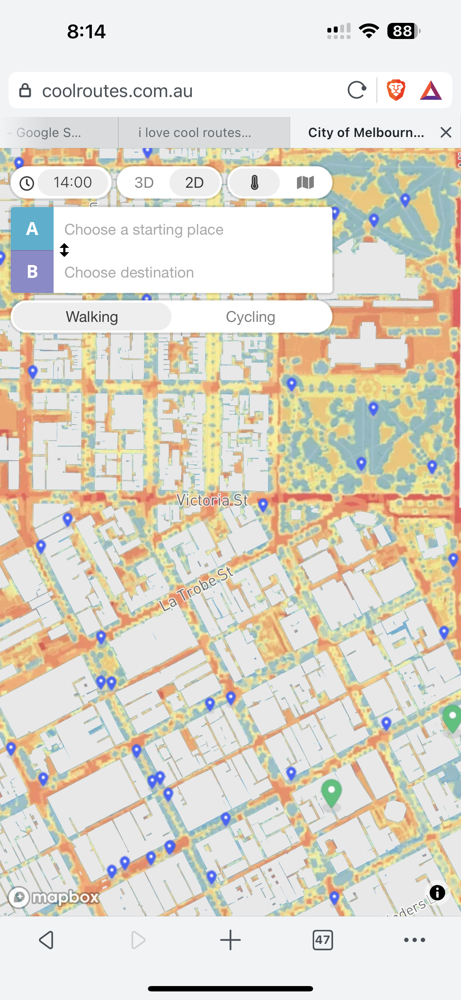 8:14
88
coolroutes.com.au
- Google S...
i love cool routes...
City of Melbourn...
14:00
3D
2D
A
Choose a starting place
B
Choose destination
Walking
Cycling
Victoria St
La Trobe St
mapbox
47